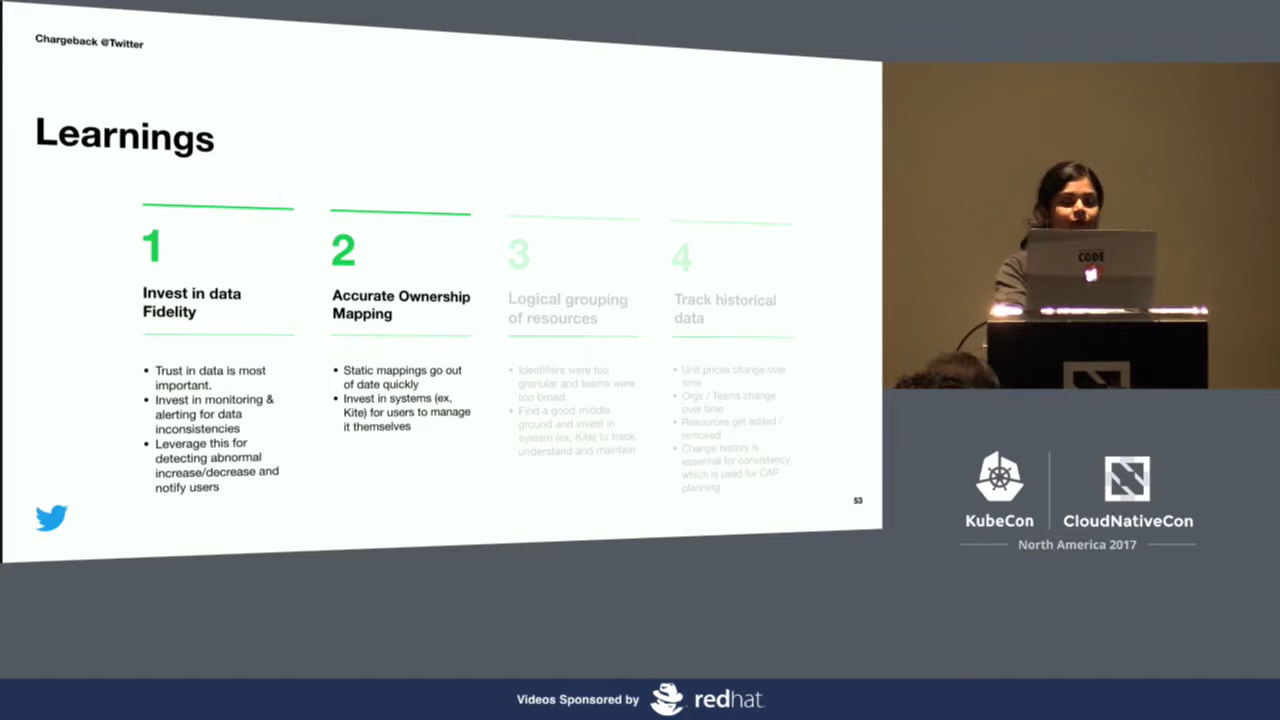 Chargeback @Twitter
Learnings
1
Invest in data
Fidelity
• Trust in data is most
important.
• Invest in monitoring &
alerting for data
inconsistencies
• Leverage this for
detecting abnormal
increase/decrease and
notify users
2
Accurate Ownership
Mapping
• Static mappings go out
of date quickly
• Invest in systems (ex,
Kite) for users to manage
it themselves
3
Logical grouping
of resources
• Identifiers were too
granular and teams were
too broad.
• Find a good middle
ground and invest in
system (ex, Kite) to track,
understand and maintain
4
Track historical
data
• Unit prices change over
time
• Orgs / Teams change
over time
• Resources get added /
removed
• Change history is
essential for consistency
which is used for CAP
planning
53
CODE
KubeCon
CloudNativeCon
North America 2017
Videos Sponsored by
redhat